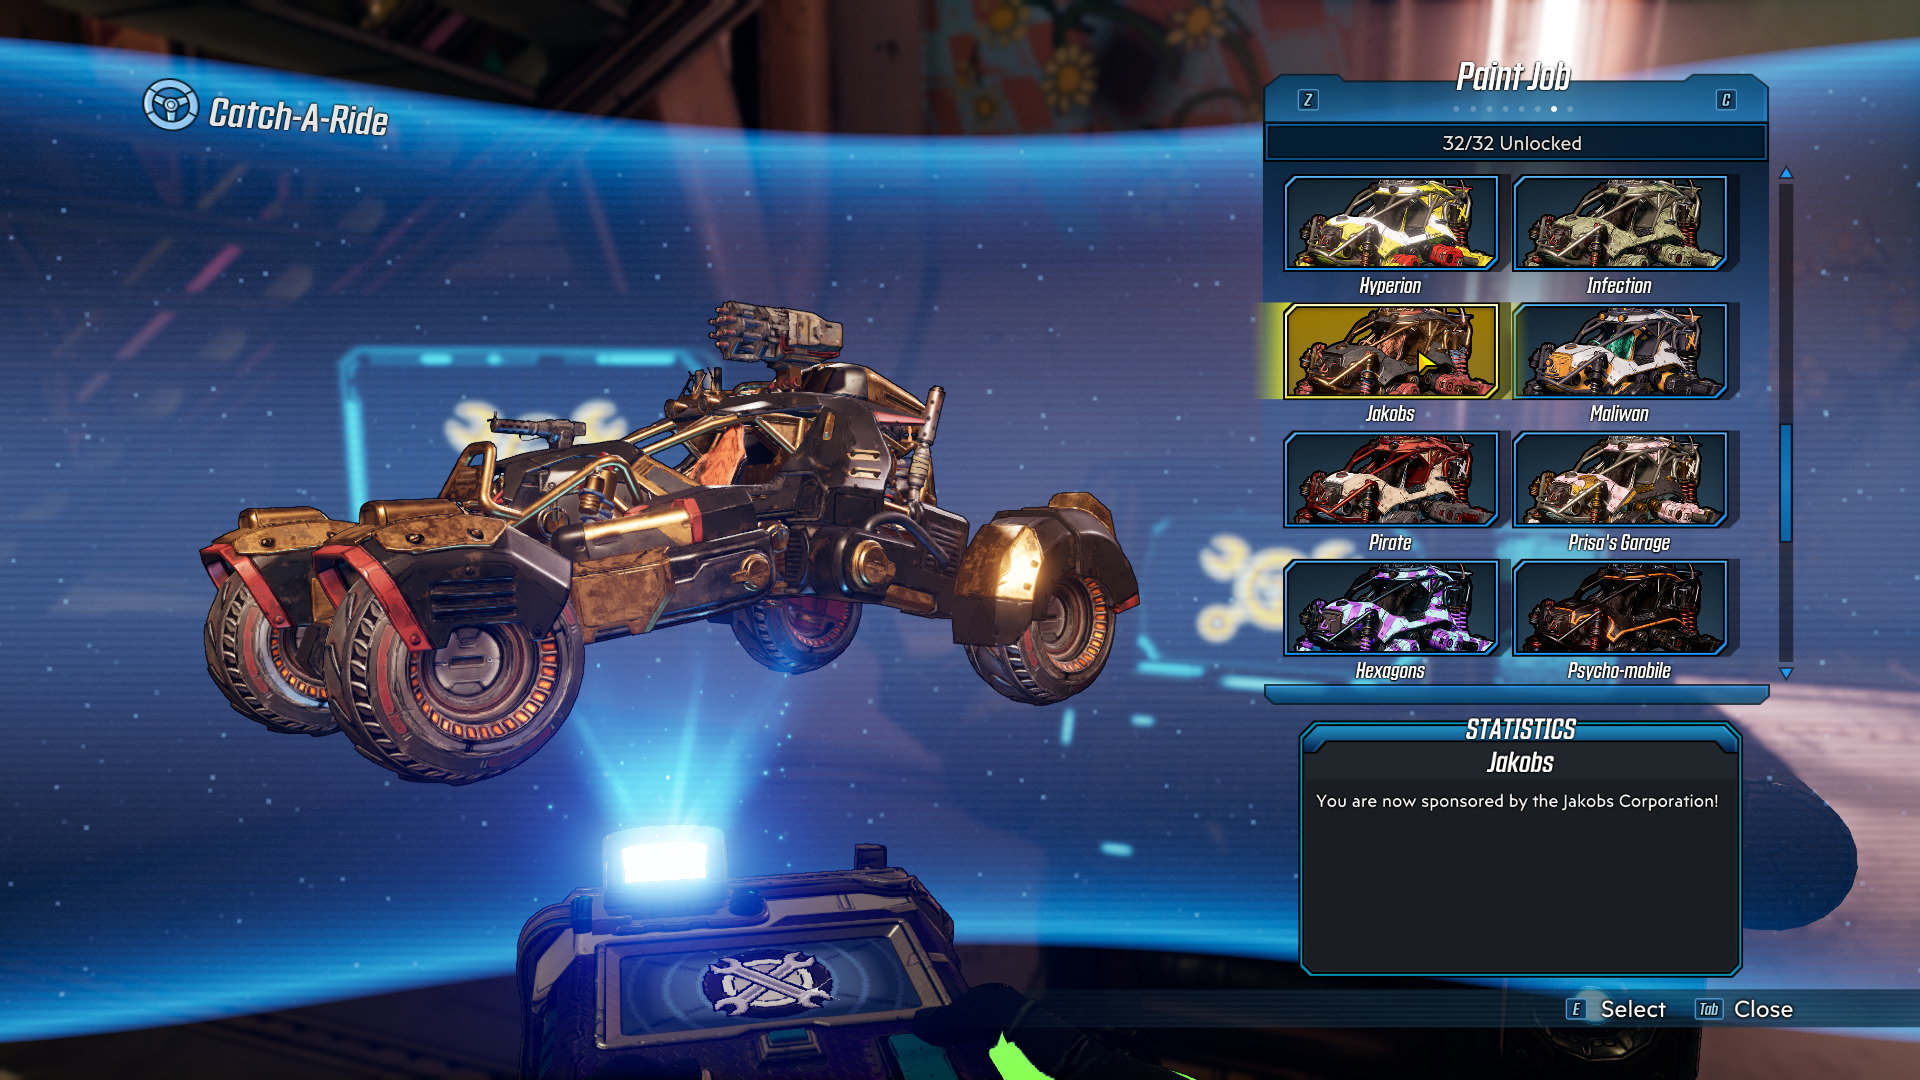 Catch-A-Ride
Paint Job
Z
C
32/32 Unlocked
Hyperion
Infection
Jakobs
Maliwan
Pirate
Prisa's Garage
Hexagons
Psycho-mobile
STATISTICS
Jakobs
You are now sponsored by the Jakobs Corporation!
E Select
Tab Close